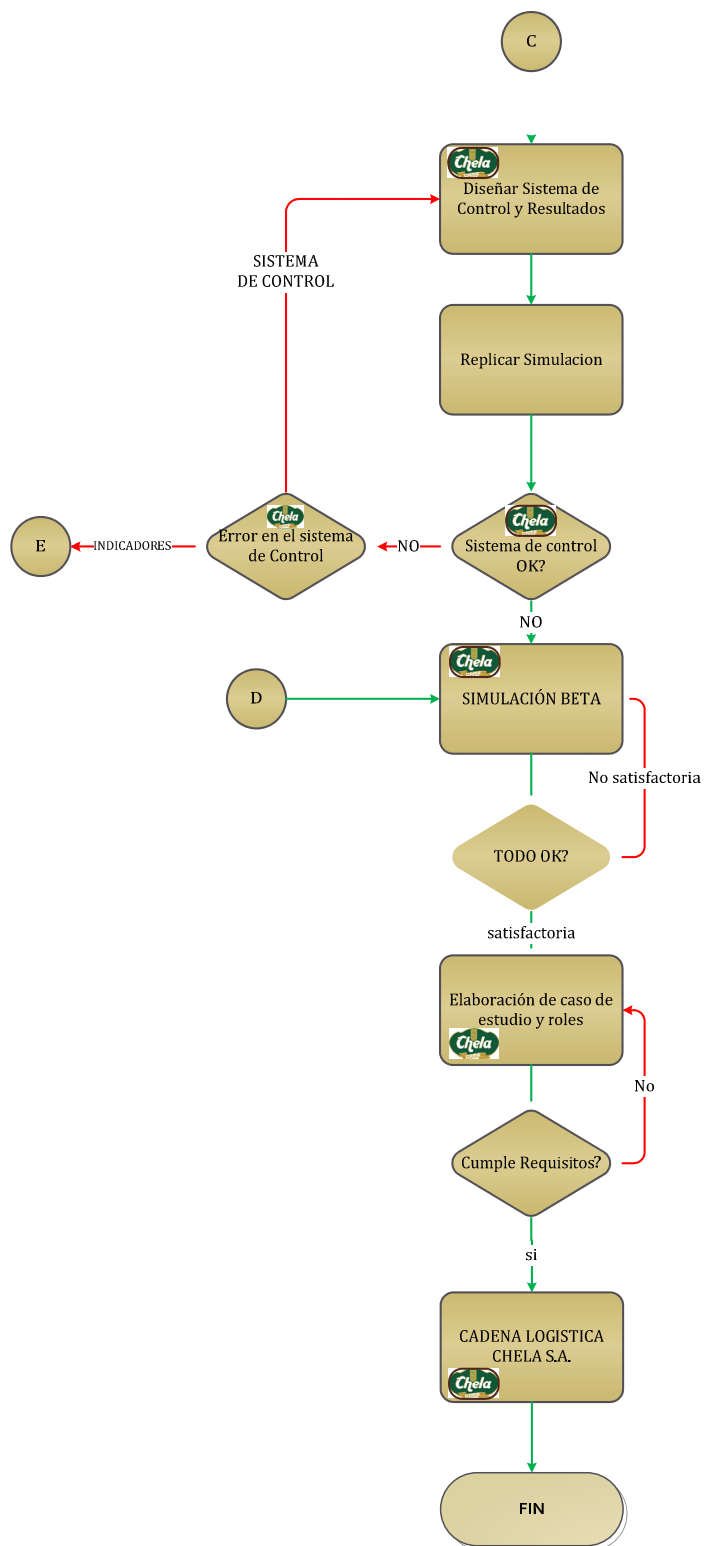 C
Chela
Diseñar Sistema de
Control y Resultados
SISTEMA
DE CONTROL
Replicar Simulacion
Chela
Error en el sistema
de Control
Chela
Sistema de control
OK?
E
INDICADORES
NO
NO
Chela
D
SIMULACIÓN BETA
No satisfactoria
TODO OK?
satisfactoria
Elaboración de caso de
estudio y roles
Chela
No
Cumple Requisitos?
si
CADENA LOGISTICA
CHELA S.A.
Chela
FIN